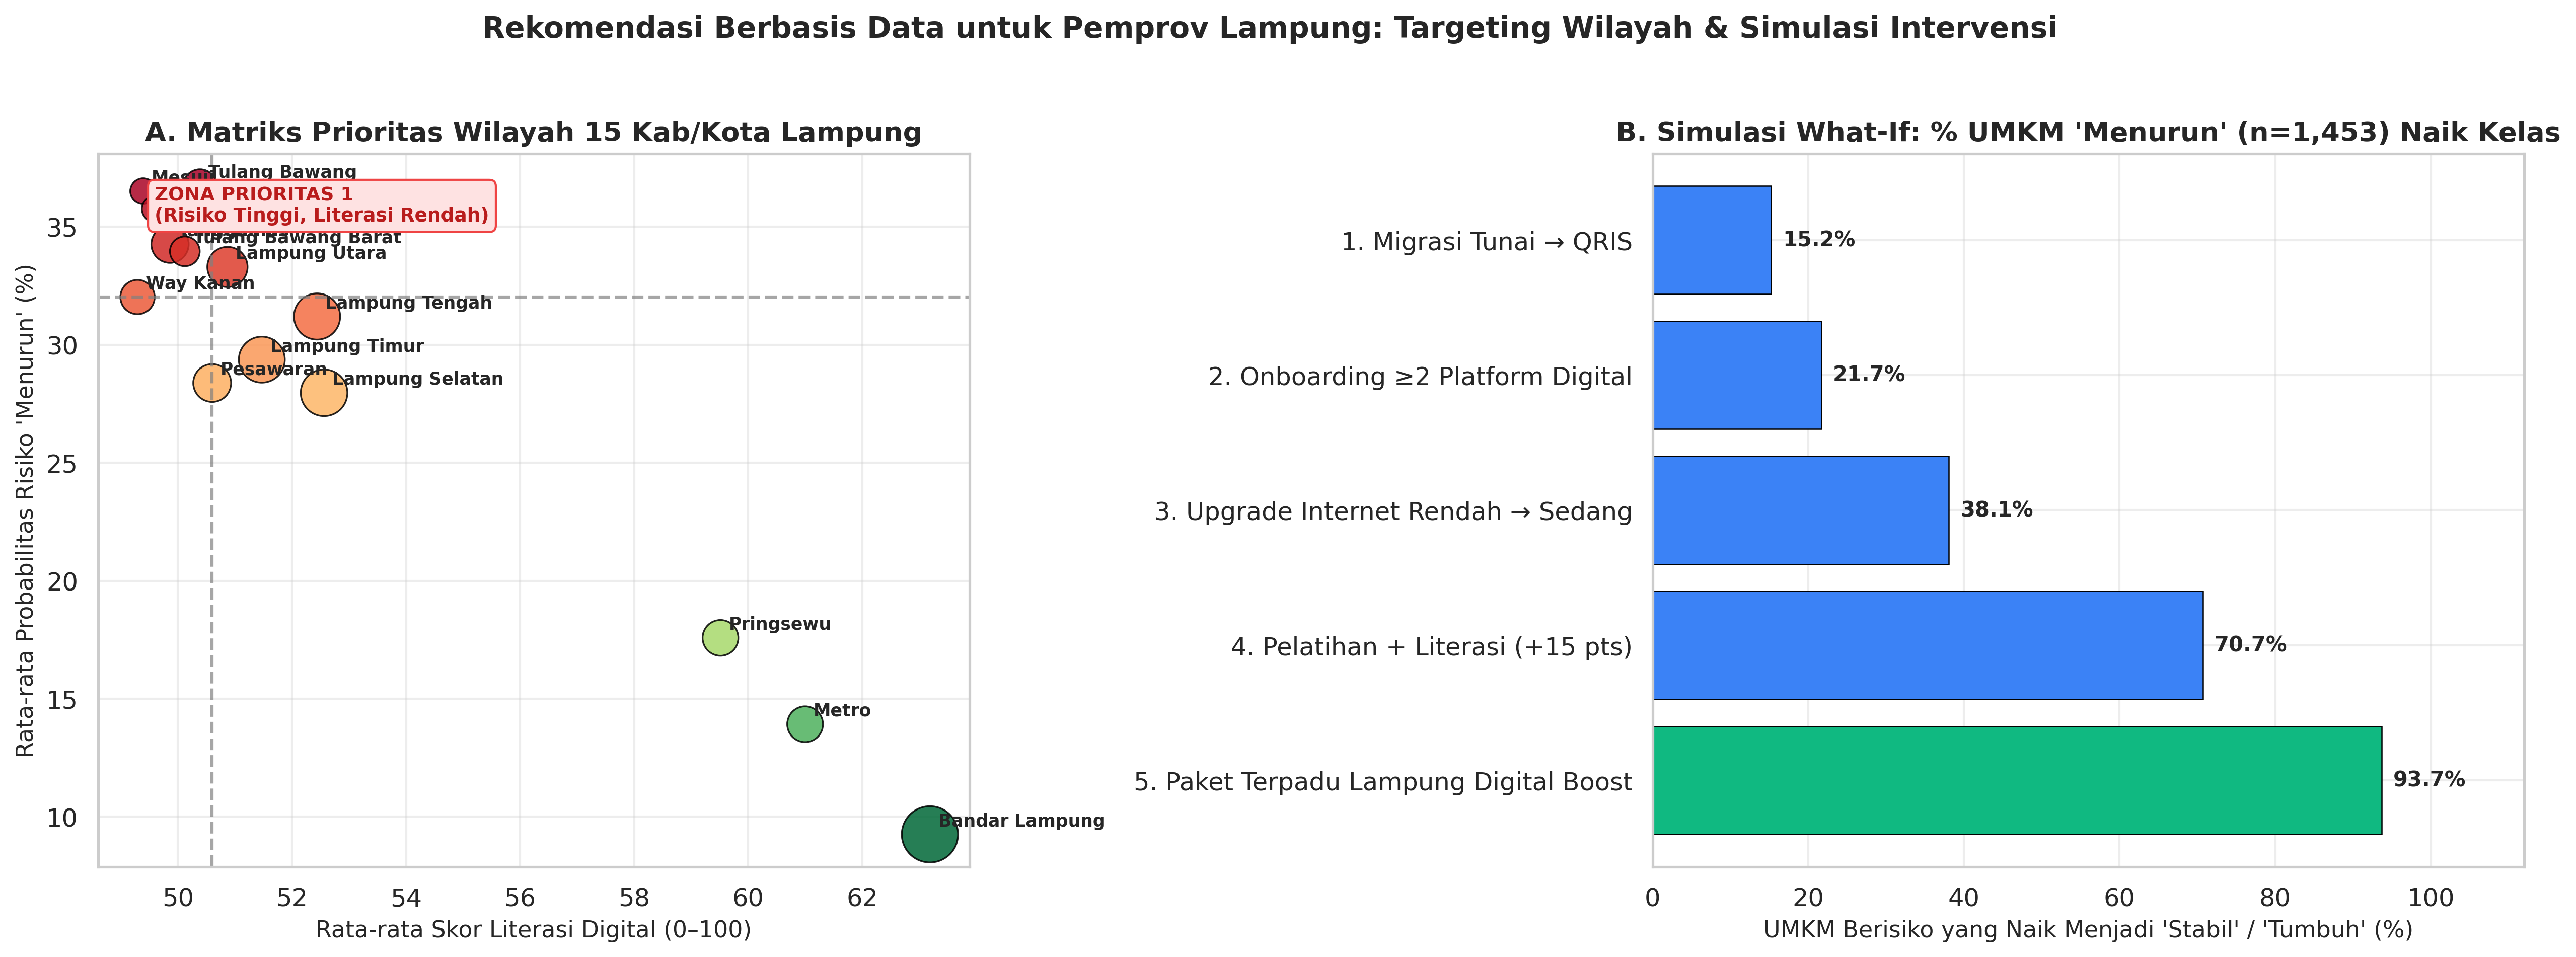 Rekomendasi Berbasis Data untuk Pemprov Lampung: Targeting Wilayah & Simulasi Intervensi
A. Matriks Prioritas Wilayah 15 Kab/Kota Lampung
Rata-rata Probabilitas Risiko 'Menurun' (%)
35
30
25
20
15
10
Tulang Bawang
ZONA PRIORITAS 1
(Risiko Tinggi, Literasi Rendah)
Tulang Bawang Barat
Lampung Utara
Way Kanan
Lampung Tengah
Lampung Timur
Pesawaran
Lampung Selatan
Pringsewu
Metro
Bandar Lampung
50 52 54 56 58 60 62
Rata-rata Skor Literasi Digital (0–100)
B. Simulasi What-If: % UMKM 'Menurun' (n=1,453) Naik Kelas
1. Migrasi Tunai → QRIS
15.2%
2. Onboarding ≥2 Platform Digital
21.7%
3. Upgrade Internet Rendah → Sedang
38.1%
4. Pelatihan + Literasi (+15 pts)
70.7%
5. Paket Terpadu Lampung Digital Boost
93.7%
0 20 40 60 80 100
UMKM Berisiko yang Naik Menjadi 'Stabil' / 'Tumbuh' (%)